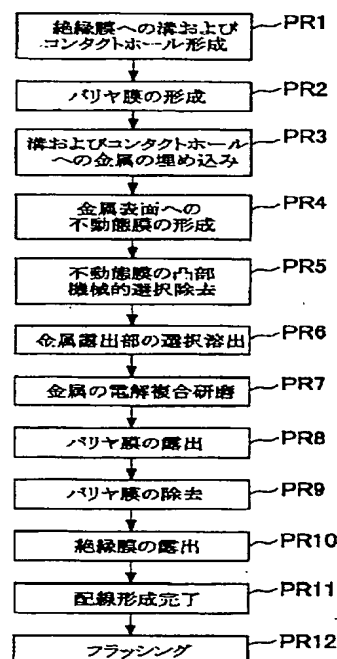 絶縁膜への溝および
コンタクトホール形成
PR1
バリヤ膜の形成
PR2
溝およびコンタクトホール
への金属の埋め込み
PR3
金属表面への
不動態膜の形成
PR4
不動態膜の凸部
機械的選択除去
PR5
金属露出部の選択溶出
PR6
金属の電解複合研磨
PR7
バリヤ膜の露出
PR8
バリヤ膜の除去
PR9
絶縁膜の露出
PR10
配線形成完了
PR11
フラッシング
PR12